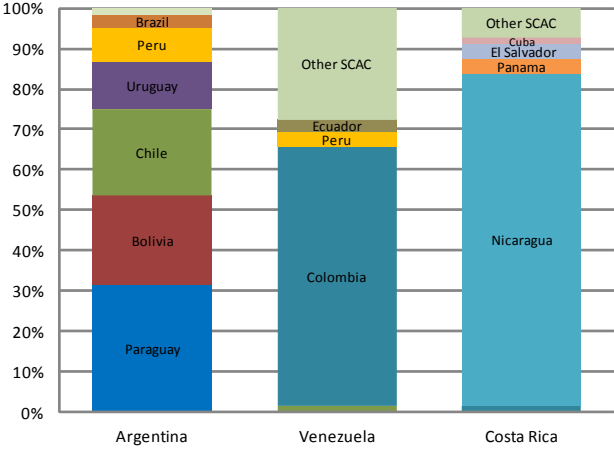 100%
90%
80%
70%
60%
50%
40%
30%
20%
10%
0%
Brazil
Peru
Uruguay
Chile
Bolivia
Paraguay
Other SCAC
Ecuador
Peru
Colombia
Other SCAC
Cuba
El Salvador
Panama
Nicaragua
Argentina
Venezuela
Costa Rica